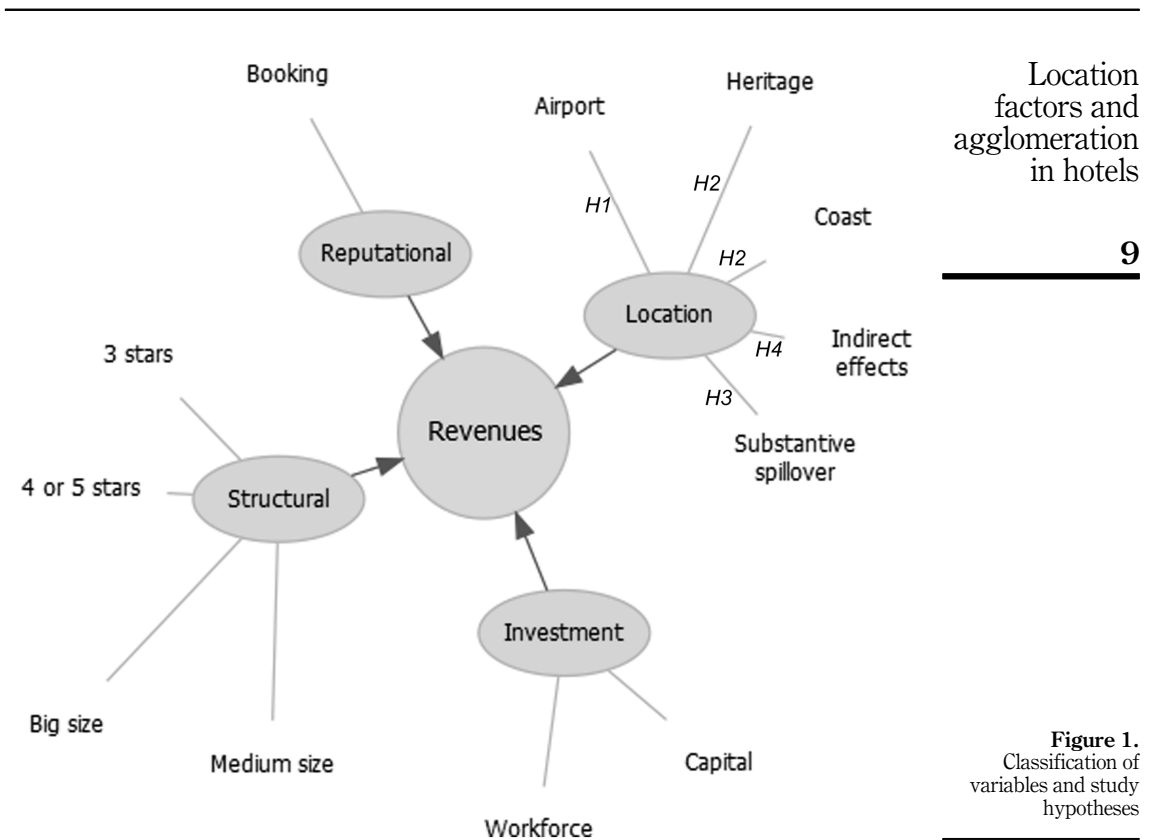 Location
factors and
agglomeration
in hotels
9
Booking
Airport
Heritage
H1
H2
Coast
H2
Reputational
Location
Indirect
effects
H4
H3
3 stars
Revenues
Substantive
spillover
4 or 5 stars
Structural
Investment
Big size
Medium size
Capital
Workforce
Figure 1.
Classification of
variables and study
hypotheses